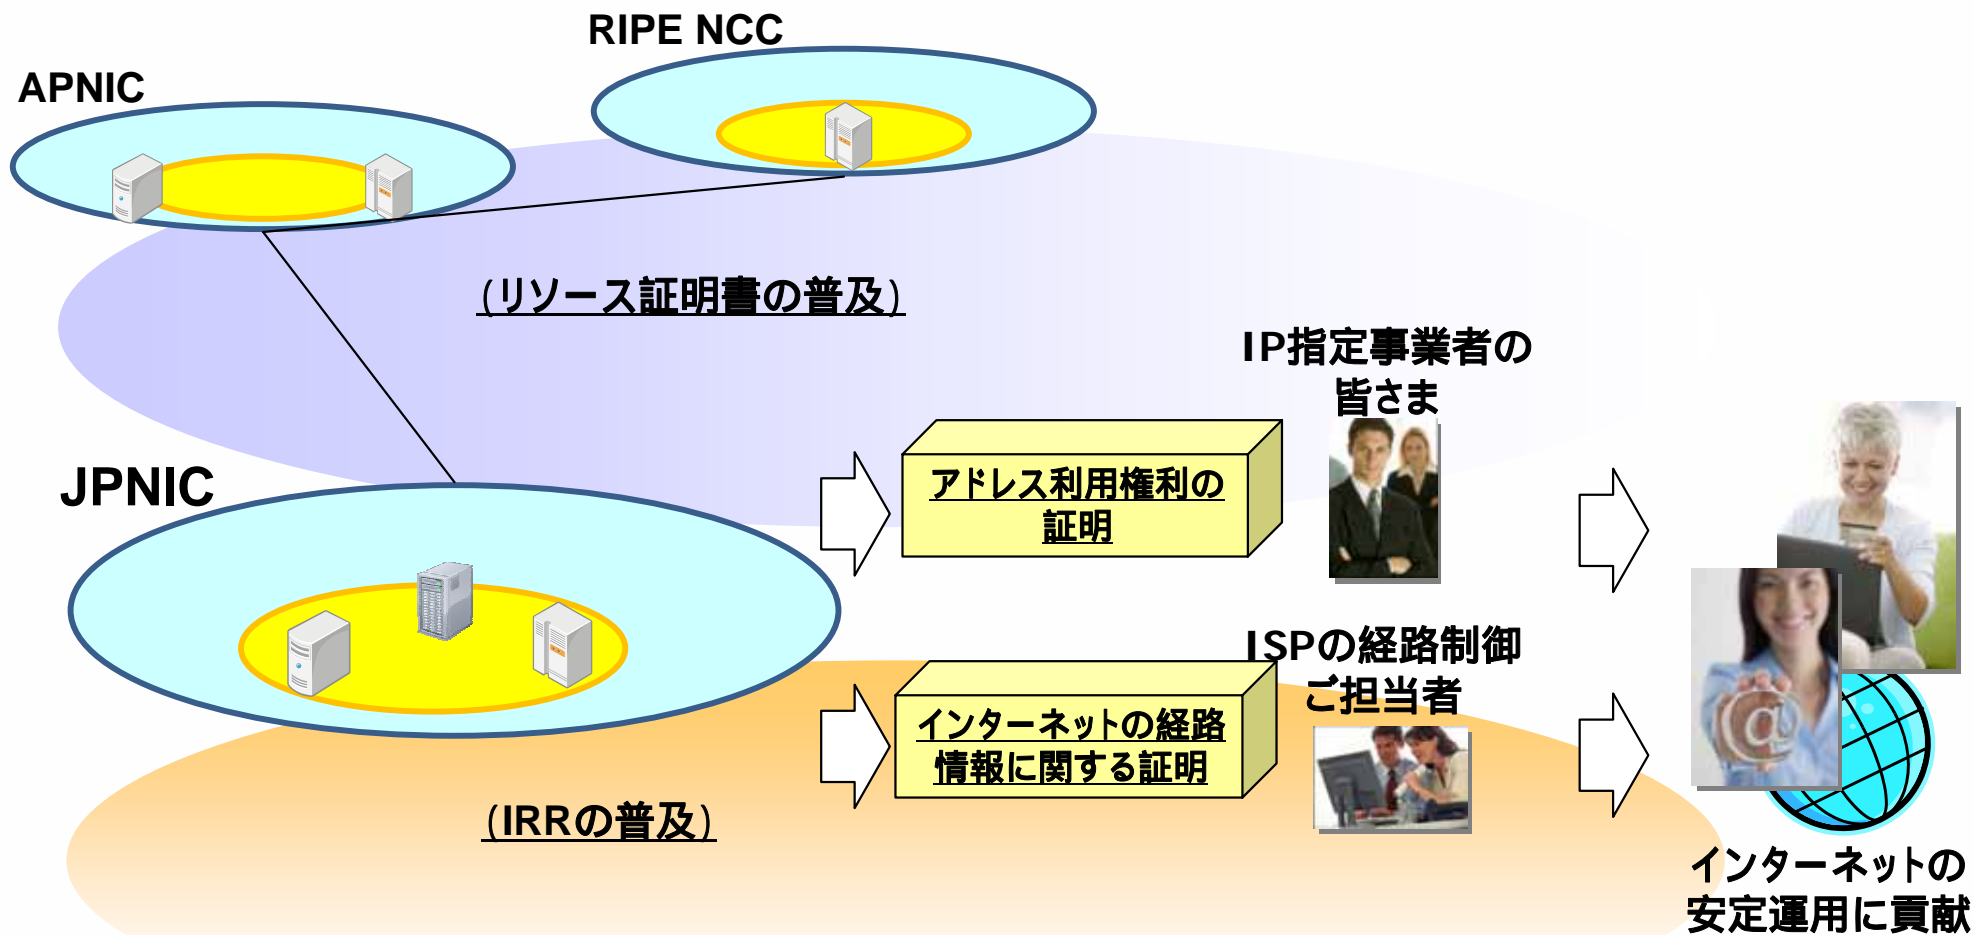 RIPE NCC
APNIC
(リソース証明書の普及)
IP指定事業者の
皆さま
JPNIC
アドレス利用権利の
証明
ISPの経路制御
ご担当者
インターネットの経路
情報に関する証明
(IRRの普及)
@
インターネットの
安定運用に貢献